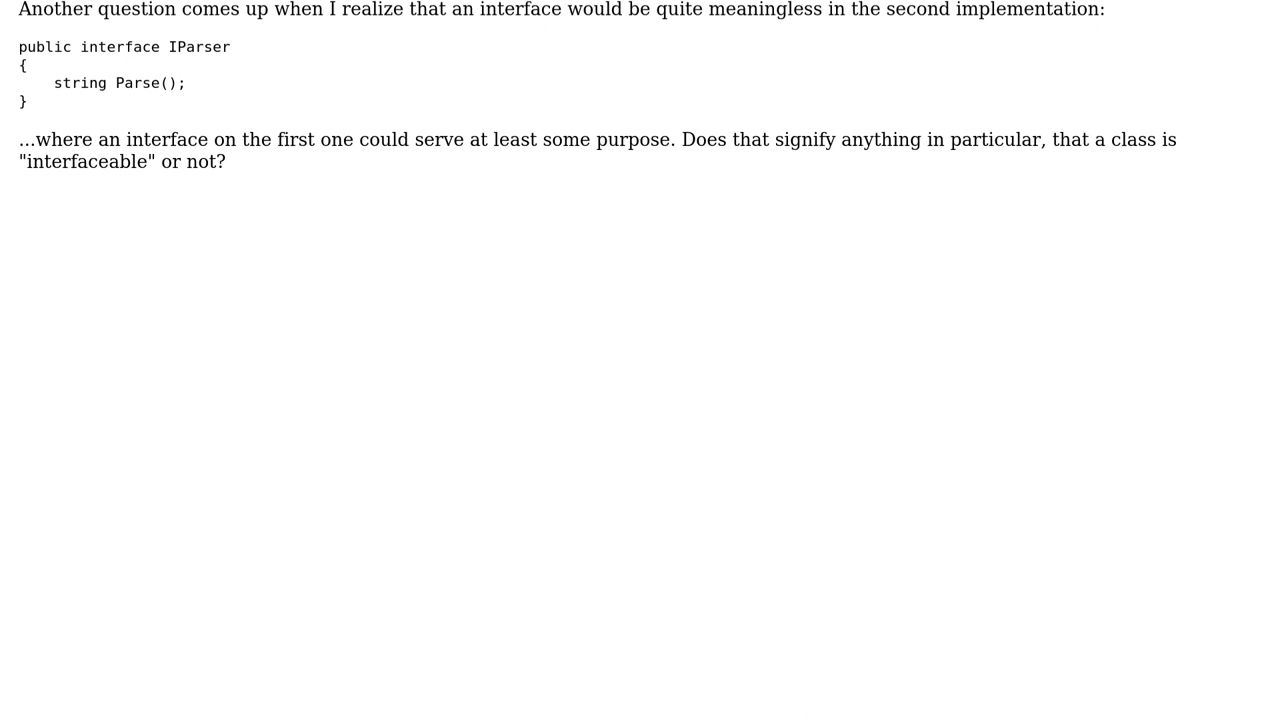 Another question comes up when I realize that an interface would be quite meaningless in the second implementation:
public interface IParser
{
    string Parse();
}
...where an interface on the first one could serve at least some purpose. Does that signify anything in particular, that a class is
"interfaceable" or not?